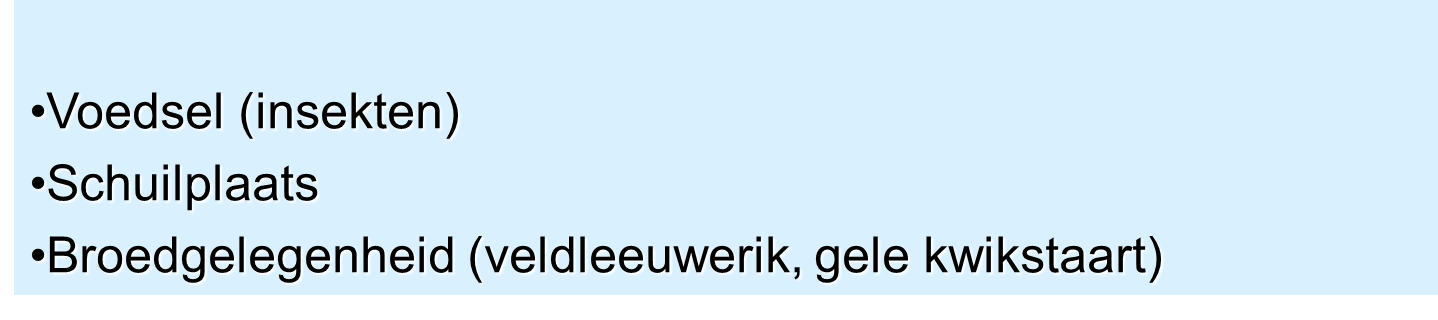 •Voedsel (insekten)
•Schuilplaats
•Broedgelegenheid (veldleeuwerik, gele kwikstaart)